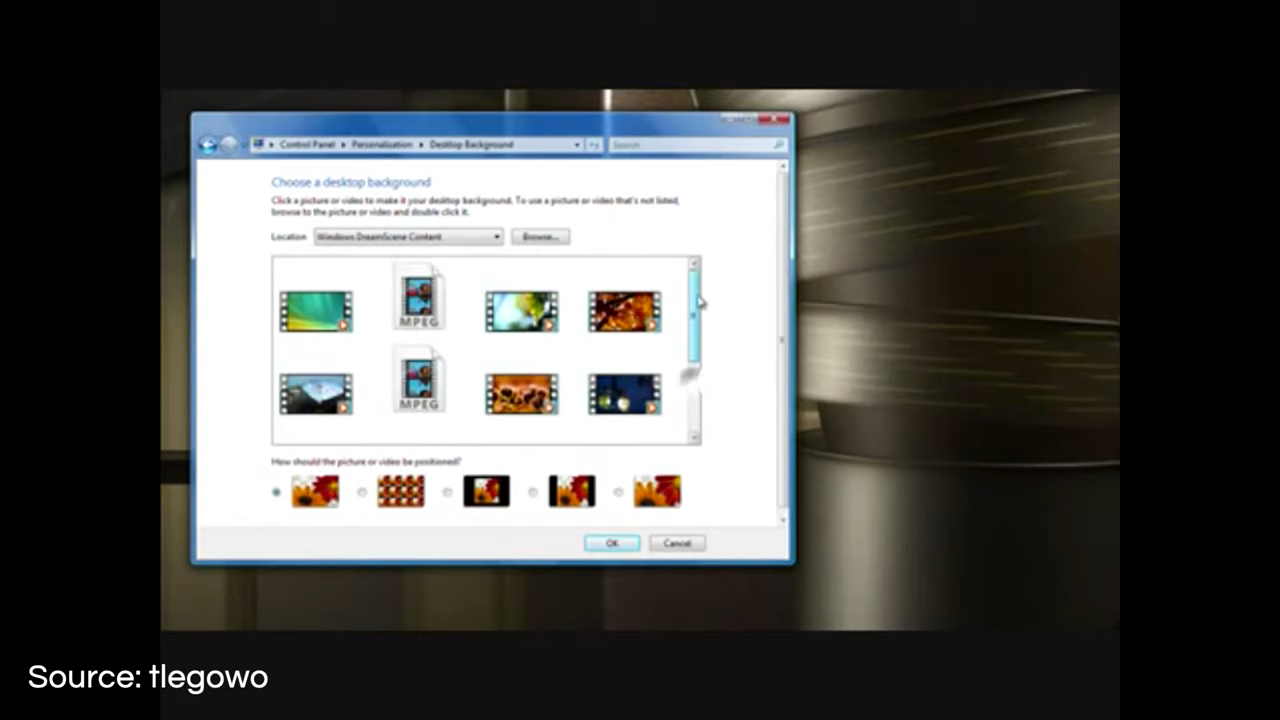 Control Panel Personalization Desktop Background
Search
Choose a desktop background
Click a picture or video to make it your desktop background. To use a picture or video that's not listed,
browse to the picture or video and double click it.
Location Windows DreamScene Content Browse...
MPEG
MPEG
How should the picture or video be positioned?
OK Cancel
Source: tlegowo